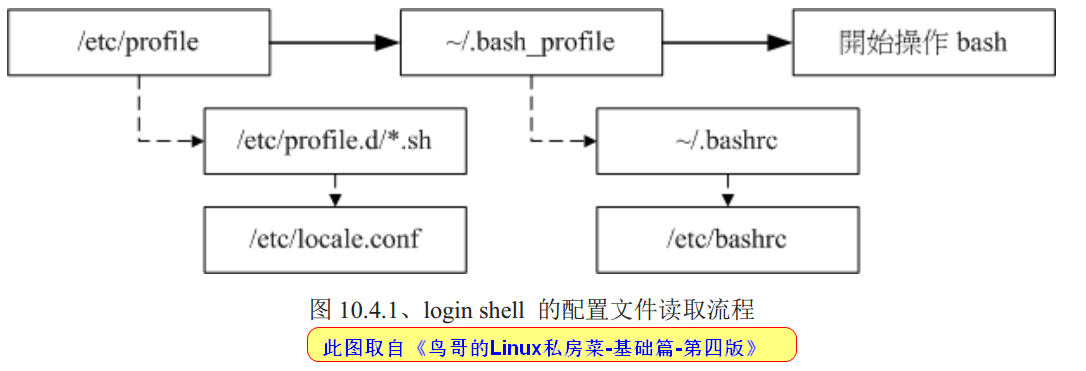 /etc/profile
~/.bash_profile
開始操作 bash
/etc/profile.d/*.sh
~/.bashrc
/etc/locale.conf
/etc/bashrc
图 10.4.1、login shell 的配置文件读取流程
此图取自《鸟哥的Linux私房菜-基础篇-第四版》